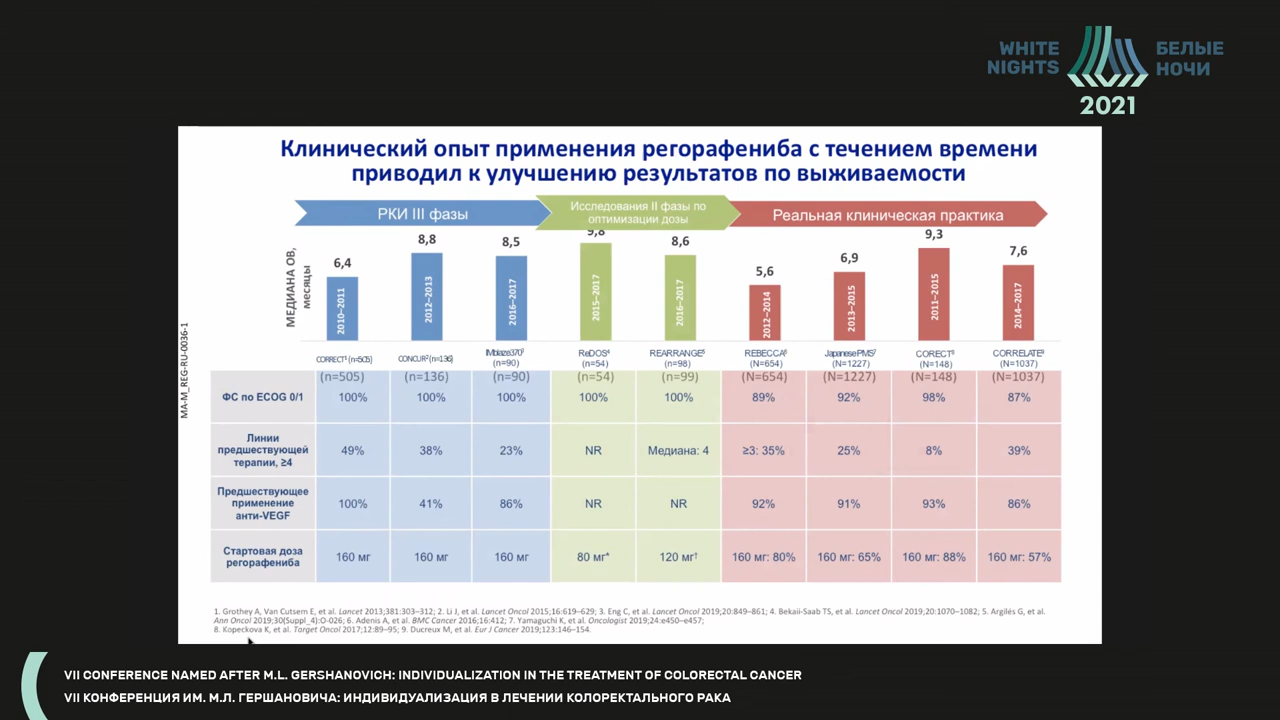 WHITE
NIGHTS
БЕЛЫЕ
НОЧИ
2021
Клинический опыт применения регорафениба с течением времени
приводил к улучшению результатов по выживаемости
РКИ III фазы
Исследования II фазы по
оптимизации дозы
Реальная клиническая практика
МЕДИАНА ОВ,
месяцы
6,4 8,8 8,5 9,8 8,6 5,6 6,9 9,3 7,6
2010–2011 2012–2013 2016–2017 2015–2017 2016–2017 2012–2014 2013–2015 2011–2015 2014–2017
CORRECT¹ (n=505) CONCUR² (n=136) IMblaze370³ ReDOS⁴ REARRANGE⁵ REBECCA⁶ Japanese PMS⁷ CORECT⁸ CORRELATE⁹
(n=90) (n=54) (n=98) (N=654) (N=1227) (N=148) (N=1037)
(n=505) (n=136) (n=90) (n=54) (n=99) (N=654) (N=1227) (N=148) (N=1037)
ФС по ECOG 0/1 100% 100% 100% 100% 100% 89% 92% 98% 87%
Линии
предшествующей
терапии, ≥4
49% 38% 23% NR Медиана: 4 ≥3: 35% 25% 8% 39%
Предшествующее
применение
анти-VEGF
100% 41% 86% NR NR 92% 91% 93% 86%
Стартовая доза
регорафениба
160 мг 160 мг 160 мг 80 мг* 120 мг† 160 мг: 80% 160 мг: 65% 160 мг: 88% 160 мг: 57%
MA-M_REG-RU-0036-1
1. Grothey A, Van Cutsem E, et al. Lancet 2013;381:303–312; 2. Li J, et al. Lancet Oncol 2015;16:619–629; 3. Eng C, et al. Lancet Oncol 2019;20:849–861; 4. Bekaii-Saab TS, et al. Lancet Oncol 2019;20:1070–1082; 5. Argilés G, et al.
Ann Oncol 2019;30(Suppl_4):O-026; 6. Adenis A, et al. BMC Cancer 2016;16:412; 7. Yamaguchi K, et al. Oncologist 2019;24:e450–e457;
8. Kopeckova K, et al. Target Oncol 2017;12:89–95; 9. Ducreux M, et al. Eur J Cancer 2019;123:146–154.
VII CONFERENCE NAMED AFTER M.L. GERSHANOVICH: INDIVIDUALIZATION IN THE TREATMENT OF COLORECTAL CANCER
VII КОНФЕРЕНЦИЯ ИМ. М.Л. ГЕРШАНОВИЧА: ИНДИВИДУАЛИЗАЦИЯ В ЛЕЧЕНИИ КОЛОРЕКТАЛЬНОГО РАКА